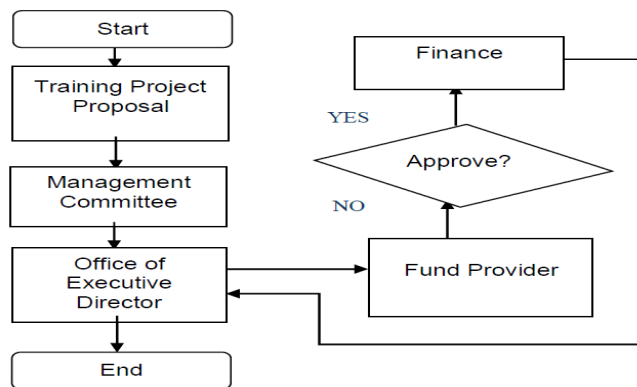 Start
Training Project
Proposal
Management
Committee
Office of
Executive
Director
End
Finance
YES
Approve?
NO
Fund Provider